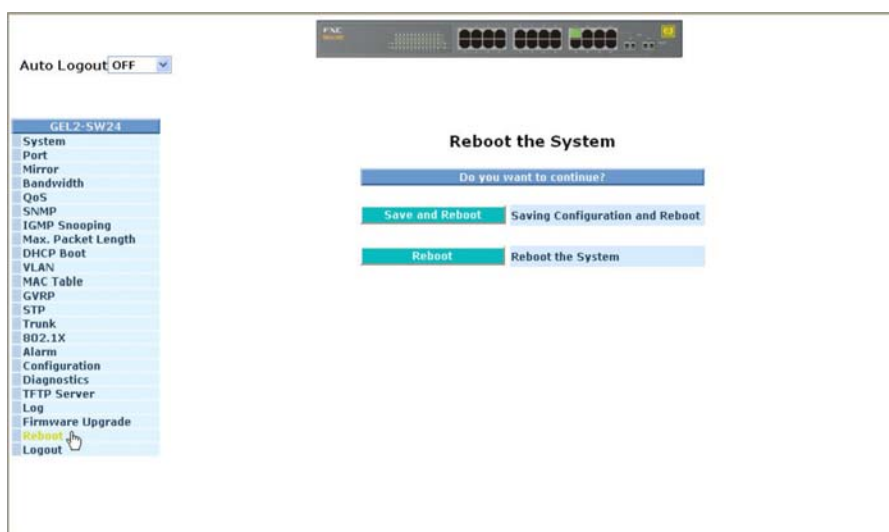 FXC
Auto Logout OFF
GEL2-SW24
System
Port
Mirror
Bandwidth
QoS
SNMP
IGMP Snooping
Max. Packet Length
DHCP Boot
VLAN
MAC Table
GVRP
STP
Trunk
802.1X
Alarm
Configuration
Diagnostics
TFTP Server
Log
Firmware Upgrade
Reboot
Logout
Reboot the System
Do you want to continue?
Save and Reboot Saving Configuration and Reboot
Reboot Reboot the System